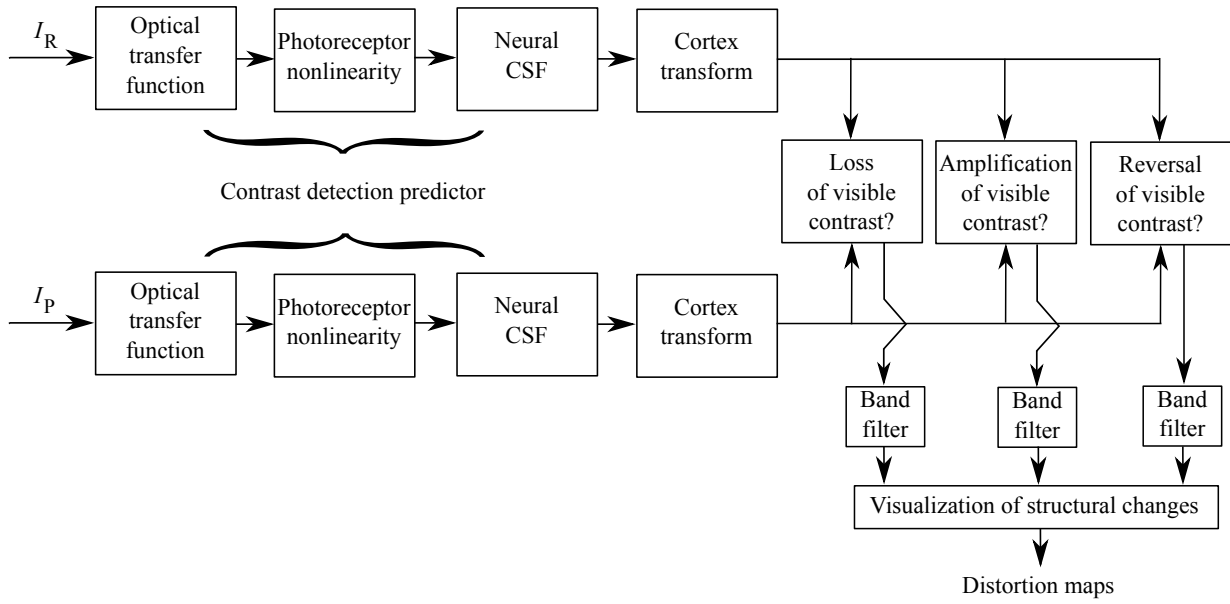 I_R
Optical
transfer
function
Photoreceptor
nonlinearity
Neural
CSF
Cortex
transform
Loss
of visible
contrast?
Amplification
of visible
contrast?
Reversal
of visible
contrast?
Contrast detection predictor
I_P
Optical
transfer
function
Photoreceptor
nonlinearity
Neural
CSF
Cortex
transform
Band
filter
Band
filter
Band
filter
Visualization of structural changes
Distortion maps